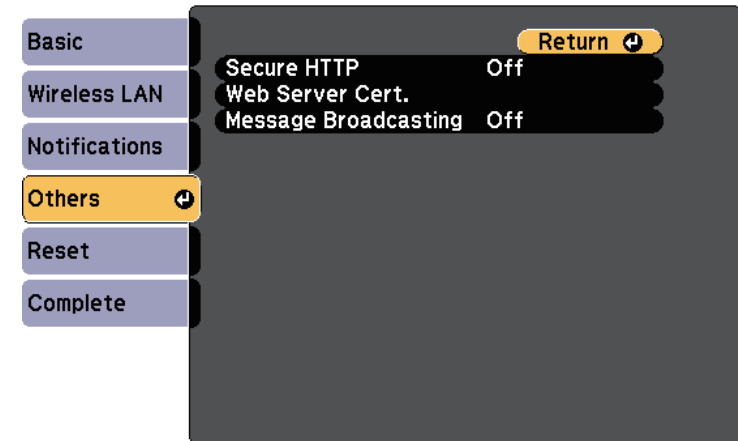 Basic
Wireless LAN
Notifications
Others
Reset
Complete
Return
Secure HTTP Off
Web Server Cert.
Message Broadcasting Off